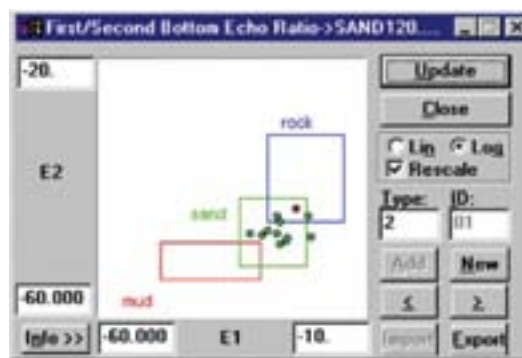 First/Second Bottom Echo Ratio->SAND120....
-20.
E2
-60.000
rock
sand
mud
Info >>
-60.000
E1
-10.
Update
Close
Lin
Log
Rescale
Type:
ID:
2
01
Add
New
<
>
Import
Export